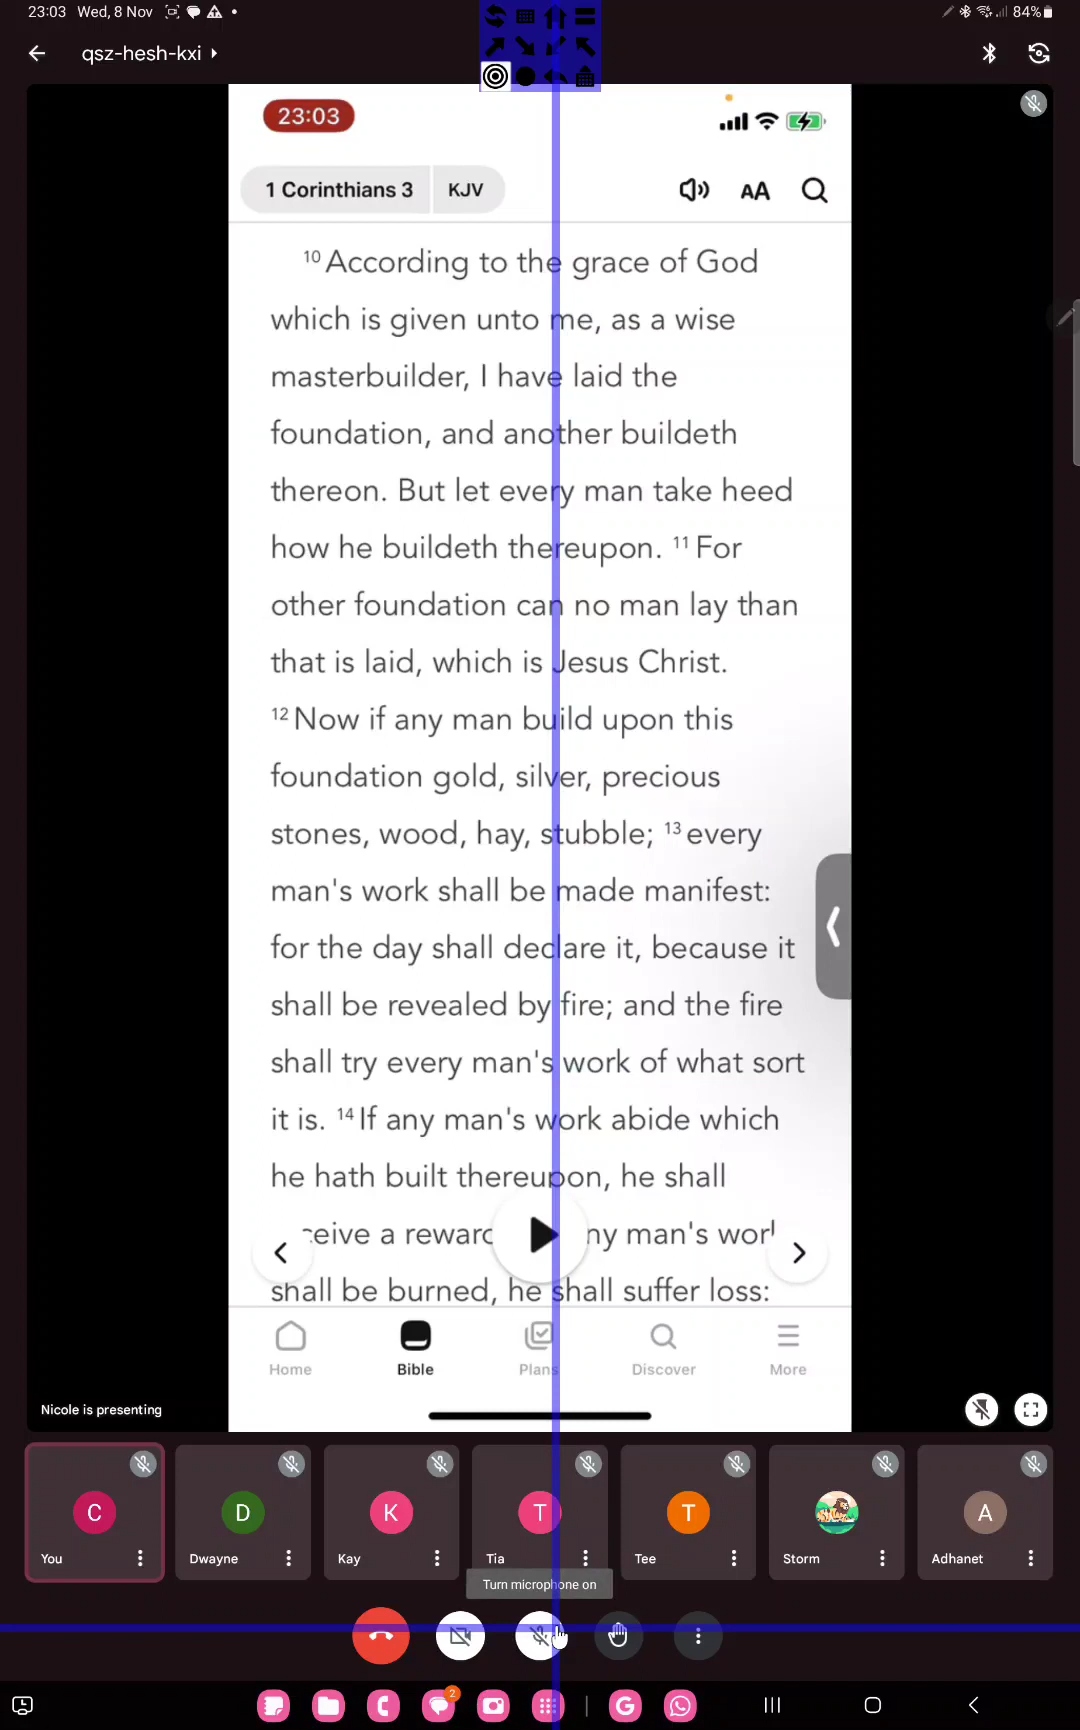 23:03 Wed, 8 Nov
84%
qsz-hesh-kxi
23:03
1 Corinthians 3 KJV
AA
10 According to the grace of God
which is given unto me, as a wise
masterbuilder, I have laid the
foundation, and another buildeth
thereon. But let every man take heed
how he buildeth thereupon. 11 For
other foundation can no man lay than
that is laid, which is Jesus Christ.
12 Now if any man build upon this
foundation gold, silver, precious
stones, wood, hay, stubble; 13 every
man's work shall be made manifest:
for the day shall declare it, because it
shall be revealed by fire; and the fire
shall try every man's work of what sort
it is. 14 If any man's work abide which
he hath built thereupon, he shall
a man's
shall be burned, he shall suffer loss:
Home Bible Plans Discover More
Nicole is presenting
C D K T T A
You Dwayne Kay Tia Tee Storm Adhanet
Turn microphone on
2
G